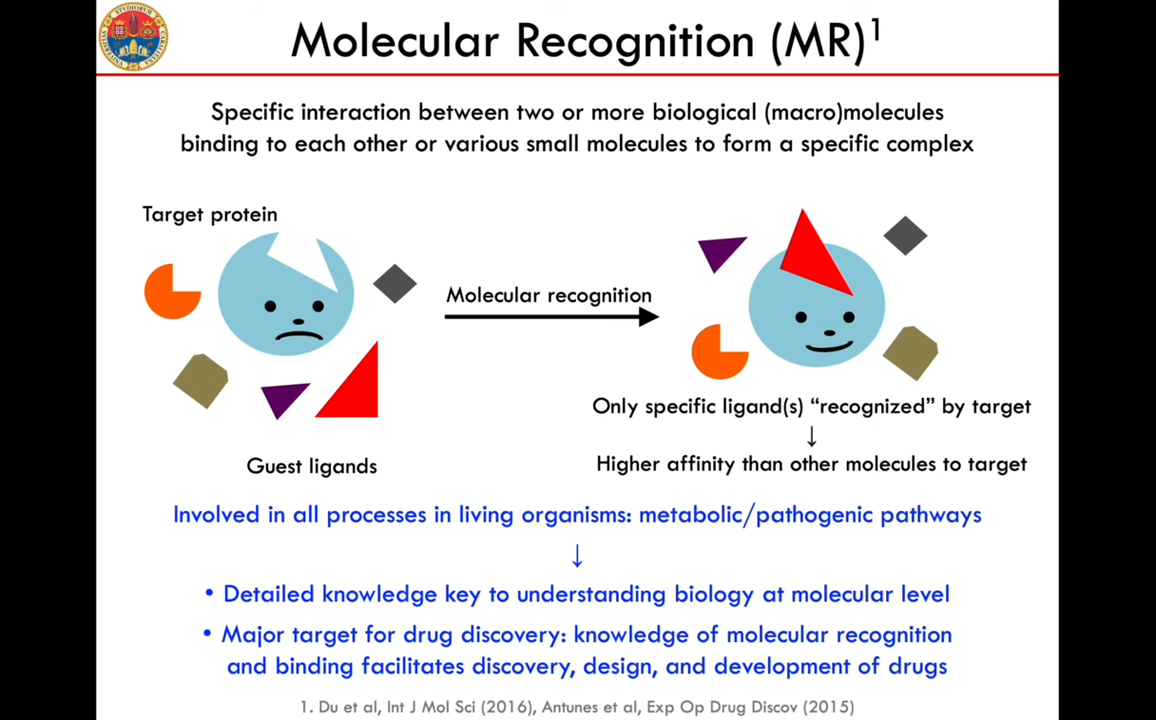 Molecular Recognition (MR)¹
Specific interaction between two or more biological (macro)molecules
binding to each other or various small molecules to form a specific complex
Target protein
Molecular recognition
Guest ligands
Only specific ligand(s) “recognized” by target
↓
Higher affinity than other molecules to target
Involved in all processes in living organisms: metabolic/pathogenic pathways
↓
• Detailed knowledge key to understanding biology at molecular level
• Major target for drug discovery: knowledge of molecular recognition
and binding facilitates discovery, design, and development of drugs
1. Du et al, Int J Mol Sci (2016), Antunes et al, Exp Op Drug Discov (2015)